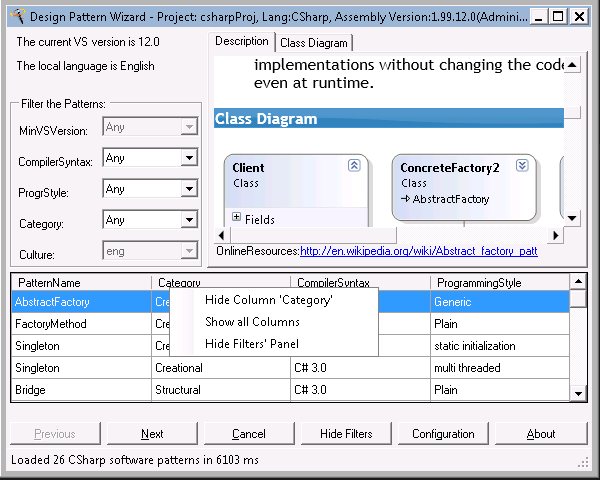 Design Pattern Wizard - Project: csharpProj, Lang:CSharp, Assembly Version:1.99.12.0(Admini...
The current VS version is 12.0
The local language is English
Filter the Patterns:
MinVSVersion: Any
CompilerSyntax: Any
ProgrStyle: Any
Category: Any
Culture: eng
Description Class Diagram
implementations without changing the code
even at runtime.
Class Diagram
Client
Class
Fields
ConcreteFactory2
Class
AbstractFactory
OnlineResources:http://en.wikipedia.org/wiki/Abstract_factory_patt
PatternName Category CompilerSyntax ProgrammingStyle
AbstractFactory Cre Generic
FactoryMethod Cre Plain
Singleton Cre static initialization
Singleton Creational C# 3.0 multi threaded
Bridge Structural C# 3.0 Plain
Hide Column 'Category'
Show all Columns
Hide Filters' Panel
Previous Next Cancel Hide Filters Configuration About
Loaded 26 CSharp software patterns in 6103 ms